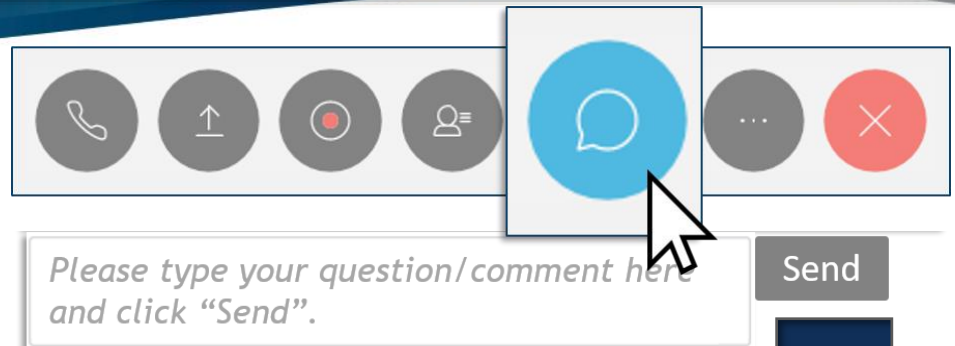 Please type your question/comment here
and click “Send”.
Send